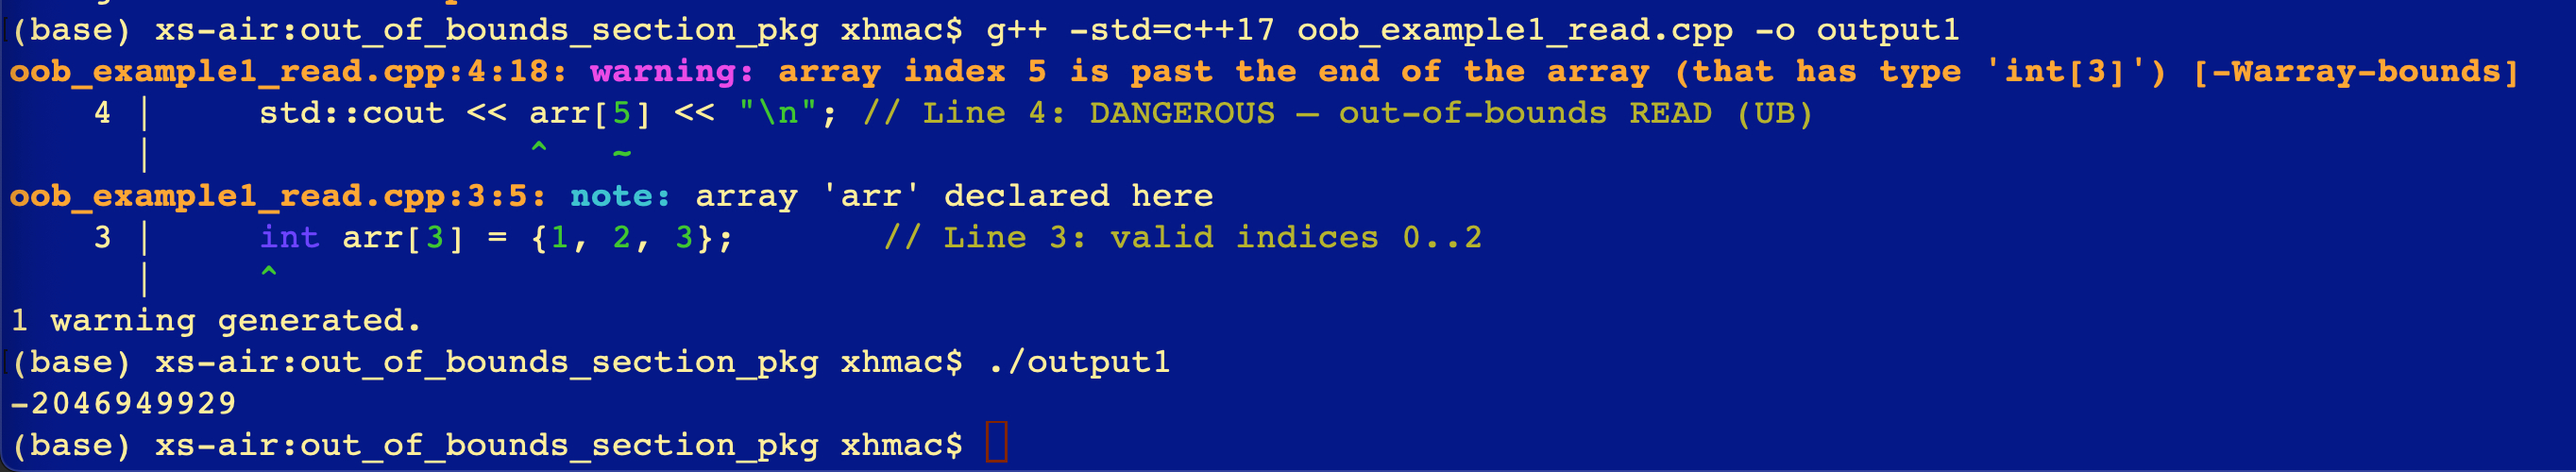 (base) xs-air:out_of_bounds_section_pkg xhmac$ g++ -std=c++17 oob_example1_read.cpp -o output1
oob_example1_read.cpp:4:18: warning: array index 5 is past the end of the array (that has type 'int[3]') [-Warray-bounds]
    4 |     std::cout << arr[5] << "\n"; // Line 4: DANGEROUS — out-of-bounds READ (UB)
      |                  ^   ~
oob_example1_read.cpp:3:5: note: array 'arr' declared here
    3 |     int arr[3] = {1, 2, 3};       // Line 3: valid indices 0..2
      |     ^
1 warning generated.
(base) xs-air:out_of_bounds_section_pkg xhmac$ ./output1
-2046949929
(base) xs-air:out_of_bounds_section_pkg xhmac$